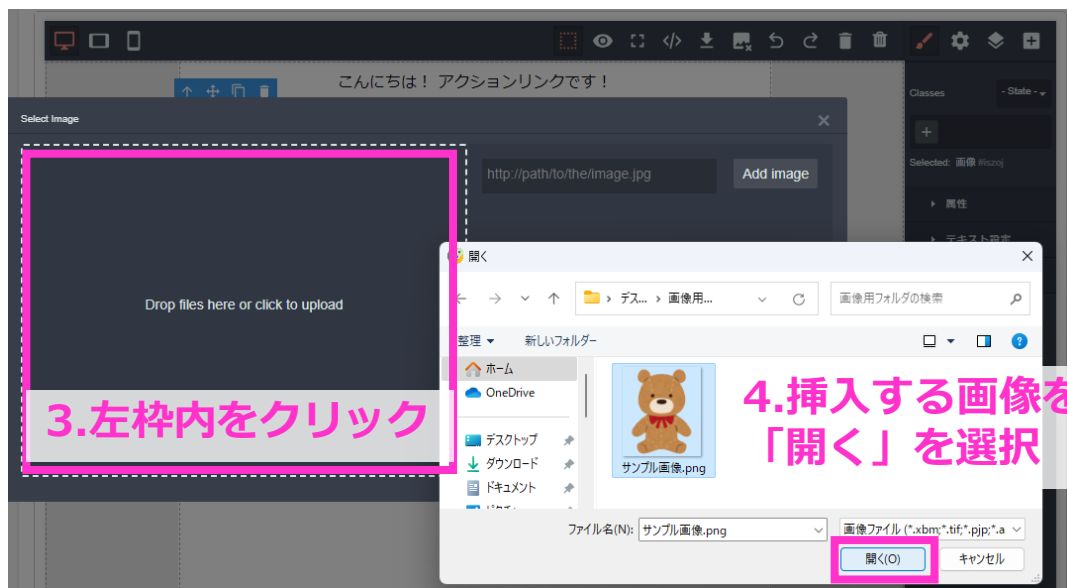 こんにちは！ アクションリンクです！
Classes
- State -
Select Image
Selected: 画像 #iszoj
http://path/to/the/image.jpg
Add image
属性
テキスト設定
開く
Drop files here or click to upload
デス... 画像用...
画像用フォルダの検索
整理
新しいフォルダー
ホーム
OneDrive
3.左枠内をクリック
4.挿入する画像を
「開く」を選択
デスクトップ
ダウンロード
ドキュメント
サンプル画像.png
ファイル名(N):
サンプル画像.png
画像ファイル (*.xbm;*.tif;*.pjp;*.a
開く(O)
キャンセル